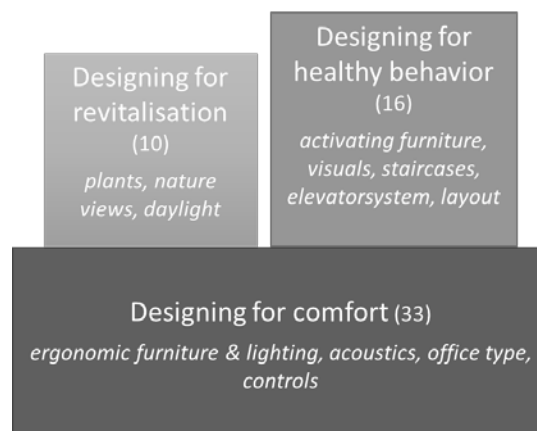 Designing for
revitalisation
(10)
plants, nature
views, daylight
Designing for
healthy behavior
(16)
activating furniture,
visuals, staircases,
elevatorsystem, layout
Designing for comfort (33)
ergonomic furniture & lighting, acoustics, office type,
controls